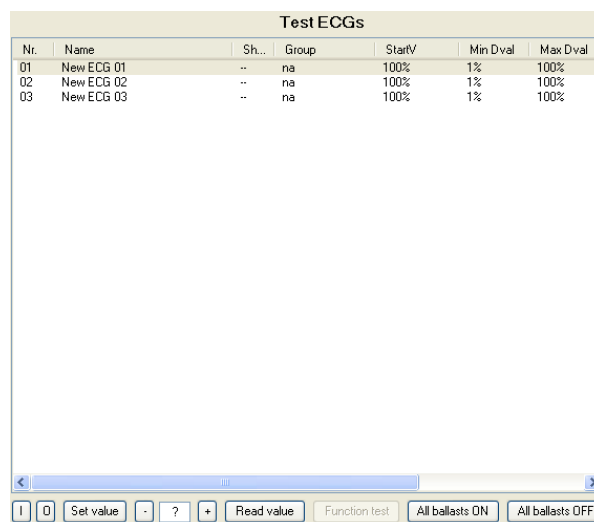 Test ECGs
Nr. Name Sh... Group StartV Min Dval Max Dval
01 New ECG 01 -- na 100% 1% 100%
02 New ECG 02 -- na 100% 1% 100%
03 New ECG 03 -- na 100% 1% 100%
I 0 Set value - ? + Read value Function test All ballasts ON All ballasts OFF